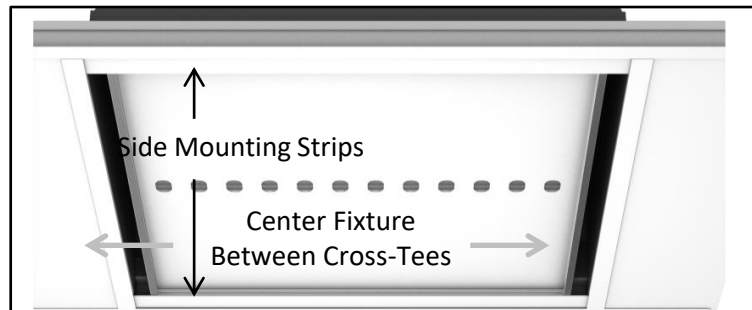 Side Mounting Strips
Center Fixture
Between Cross-Tees